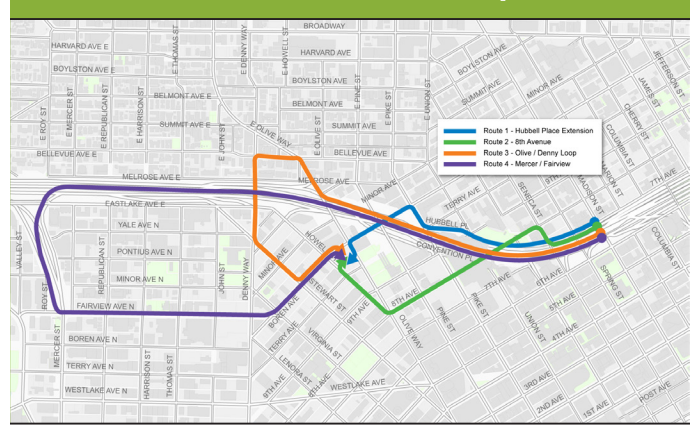 BROADWAY
HARVARD AVE E
HARVARD AVE
BOYLSTON AVE E
BOYLSTON AVE
BOYLSTON AVE
BELMONT AVE E
BELMONT AVE
SUMMIT AVE E
SUMMIT AVE
SUMMIT AVE
BELLEVUE AVE E
BELLEVUE AVE
MELROSE AVE E
MELROSE AVE
MINOR AVE
MINOR AVE
EASTLAKE AVE E
YALE AVE N
PONTIUS AVE N
MINOR AVE N
FAIRVIEW AVE N
BOREN AVE N
TERRY AVE N
WESTLAKE AVE N
E ROY ST
E MERCER ST
E REPUBLICAN ST
E HARRISON ST
E THOMAS ST
E JOHN ST
E DENNY WAY
E HOWELL ST
E OLIVE WAY
E OLIVE ST
E PINE ST
E PIKE ST
E UNION ST
JEFFERSON ST
JAMES ST
CHERRY ST
COLUMBIA ST
MARION ST
MADISON ST
7TH AVE
Route 1 - Hubbell Place Extension
Route 2 - 8th Avenue
Route 3 - Olive / Denny Loop
Route 4 - Mercer / Fairview
TERRY AVE
SENECA ST
HUBBELL PL
CONVENTION PL
VALLEY ST
ROY ST
MERCER ST
REPUBLICAN ST
HARRISON ST
THOMAS ST
JOHN ST
DENNY WAY
MINOR AVE
HOWELL
STEWART ST
BOREN AVE
TERRY AVE
VIRGINIA ST
LENORA ST
9TH AVE
8TH AVE
9TH AVE
8TH AVE
OLIVE WAY
PINE ST
PIKE ST
7TH AVE
6TH AVE
5TH AVE
4TH AVE
UNION ST
SPRING ST
COLUMBIA ST
WESTLAKE AVE
3RD AVE
2ND AVE
1ST AVE
POST AVE